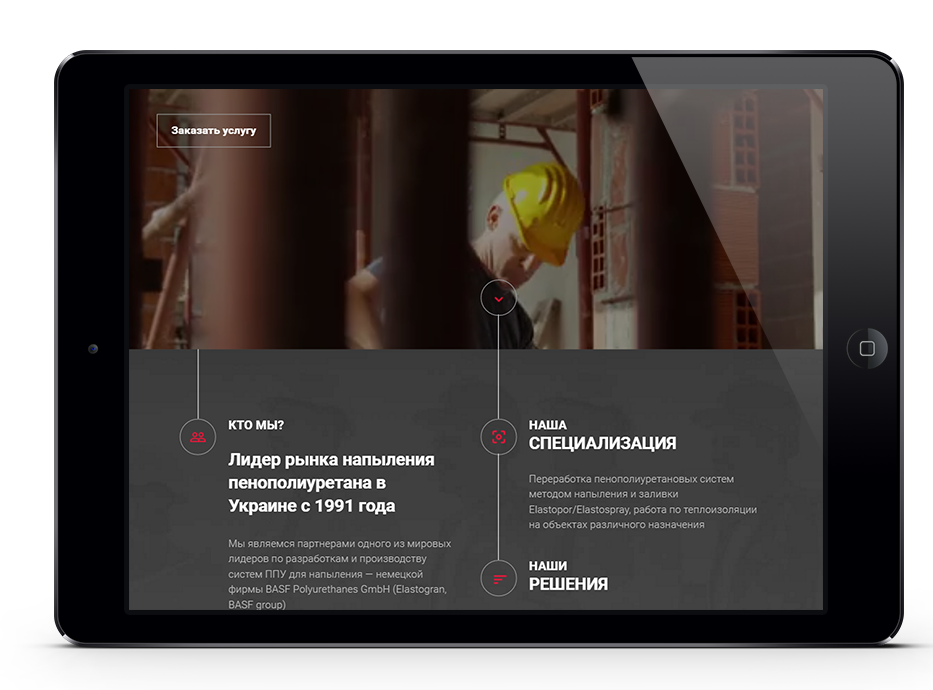 Заказать услугу
КТО МЫ?
Лидер рынка напыления
пенополиуретана в
Украине с 1991 года
Мы являемся партнерами одного из мировых
лидеров по разработкам и производству
систем ППУ для напыления — немецкой
фирмы BASF Polyurethanes GmbH (Elastogran,
BASF group)
НАША
СПЕЦИАЛИЗАЦИЯ
Переработка пенополиуретановых систем
методом напыления и заливки
Elastopor/Elastospray, работа по теплоизоляции
на объектах различного назначения
НАШИ
РЕШЕНИЯ